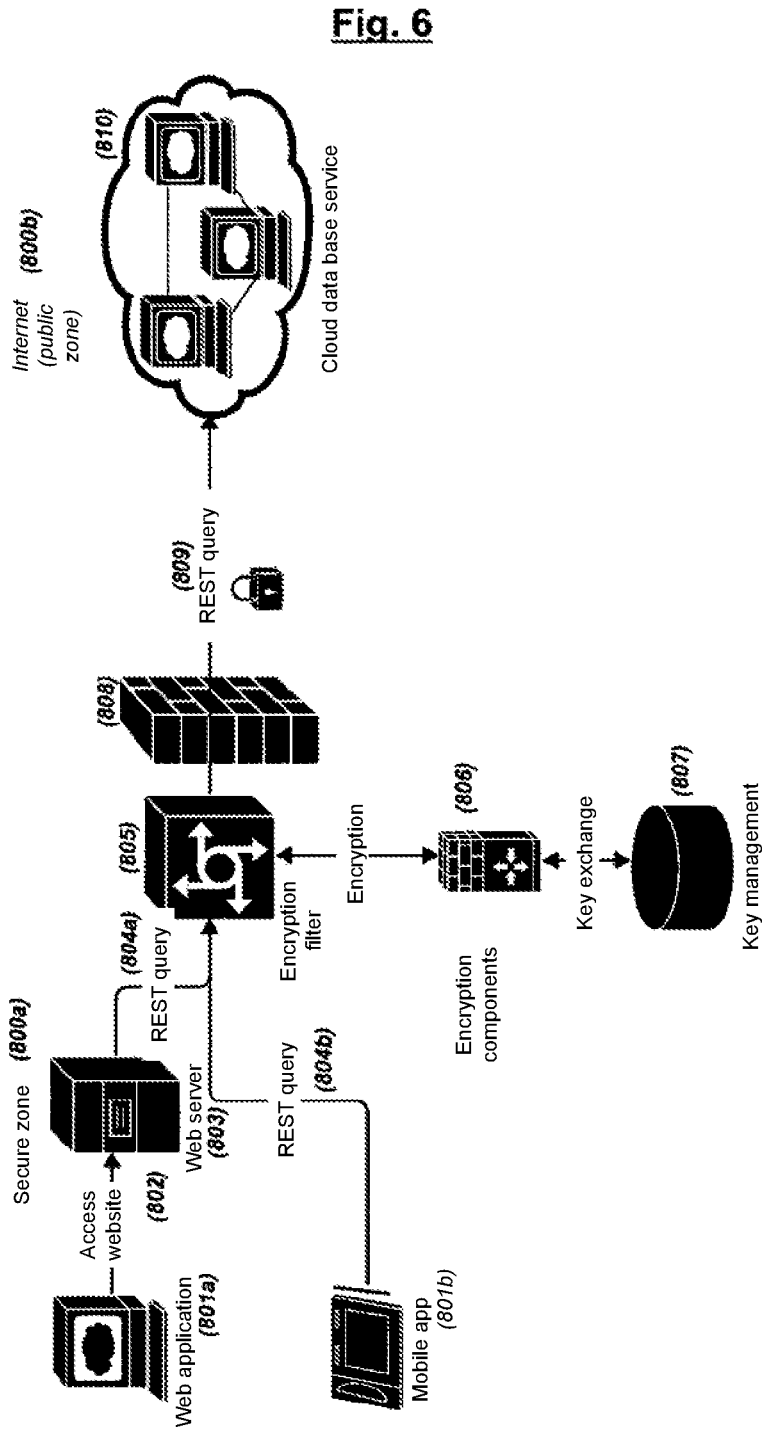 Fig. 6
Secure zone (800a)
Internet (800b)
(public
zone)
Access
website
(802)
Web application
(801a)
Web server
(803)
REST query
(804a)
(805)
Encryption
filter
(808)
(809)
REST query
(810)
Cloud data base service
Mobile app
(801b)
REST query
(804b)
Encryption
(806)
Encryption
components
Key exchange
(807)
Key management